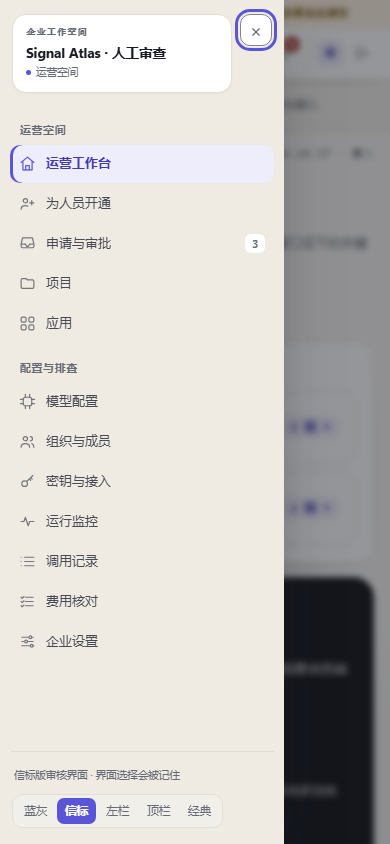 企业工作空间
Signal Atlas · 人工审查
运营空间
运营空间
运营工作台
为人员开通
申请与审批
3
项目
应用
配置与排查
模型配置
组织与成员
密钥与接入
运行监控
调用记录
费用核对
企业设置
信标版审核界面 · 界面选择会被记住
蓝灰 信标 左栏 顶栏 经典